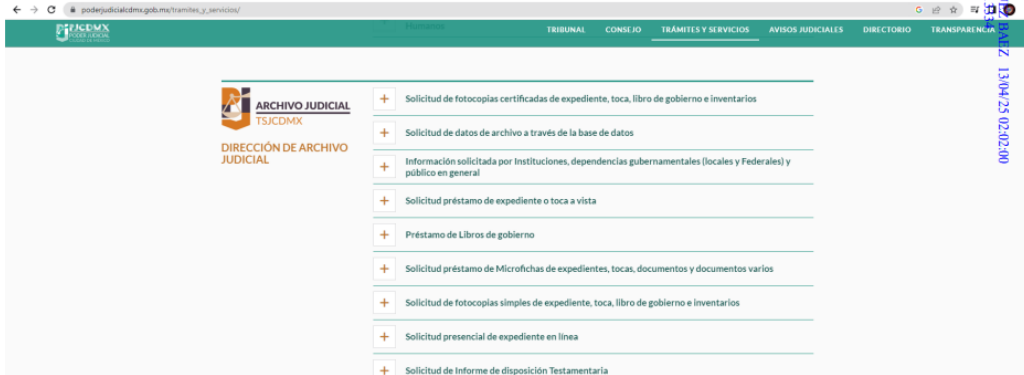 poderjudicialcdmx.gob.mx/tramites_y_servicios/
TSJCDMX
PODER JUDICIAL
Humanos
TRIBUNAL
CONSEJO
TRÁMITES Y SERVICIOS
AVISOS JUDICIALES
DIRECTORIO
TRANSPARENCIA
ARCHIVO JUDICIAL
TSJCDMX
DIRECCIÓN DE ARCHIVO
JUDICIAL
Solicitud de fotocopias certificadas de expediente, toca, libro de gobierno e inventarios
Solicitud de datos de archivo a través de la base de datos
Información solicitada por Instituciones, dependencias gubernamentales (locales y Federales) y
público en general
Solicitud préstamo de expediente o toca a vista
Préstamo de Libros de gobierno
Solicitud préstamo de Microfichas de expedientes, tocas, documentos y documentos varios
Solicitud de fotocopias simples de expediente, toca, libro de gobierno e inventarios
Solicitud presencial de expediente en línea
Solicitud de Informe de disposición Testamentaria
BAEZ 13/04/25 02:02:00